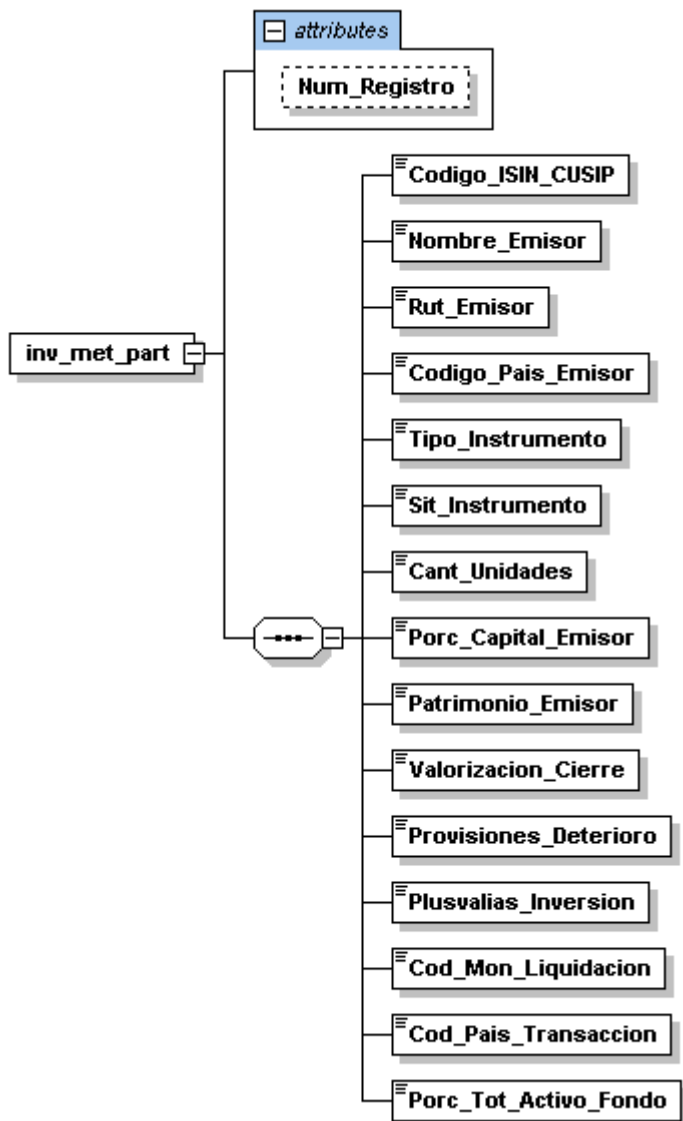 attributes
Num_Registro
Codigo_ISIN_CUSIP
Nombre_Emisor
Rut_Emisor
inv_met_part
Codigo_Pais_Emisor
Tipo_Instrumento
Sit_Instrumento
Cant_Unidades
Porc_Capital_Emisor
Patrimonio_Emisor
Valorizacion_Cierre
Provisiones_Deterioro
Plusvalias_Inversion
Cod_Mon_Liquidacion
Cod_Pais_Transaccion
Porc_Tot_Activo_Fondo